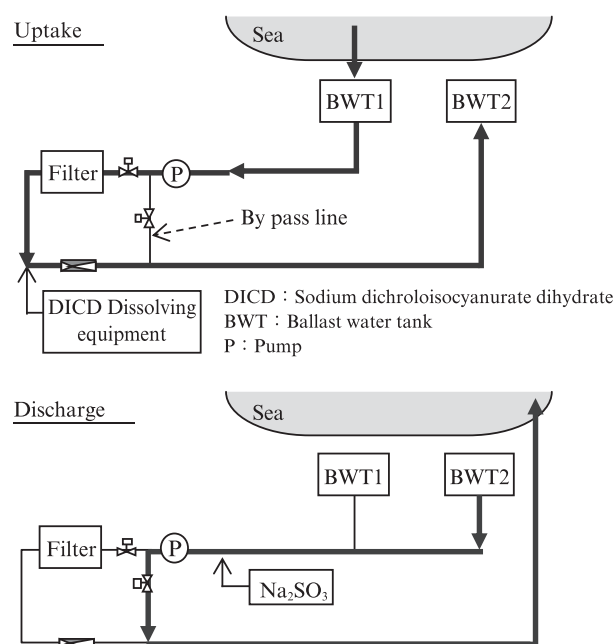 Uptake
Sea
BWT1
BWT2
Filter
P
By pass line
DICD Dissolving
equipment
DICD : Sodium dichroloisocyanurate dihydrate
BWT : Ballast water tank
P : Pump
Discharge
Sea
BWT1
BWT2
Filter
P
Na₂SO₃